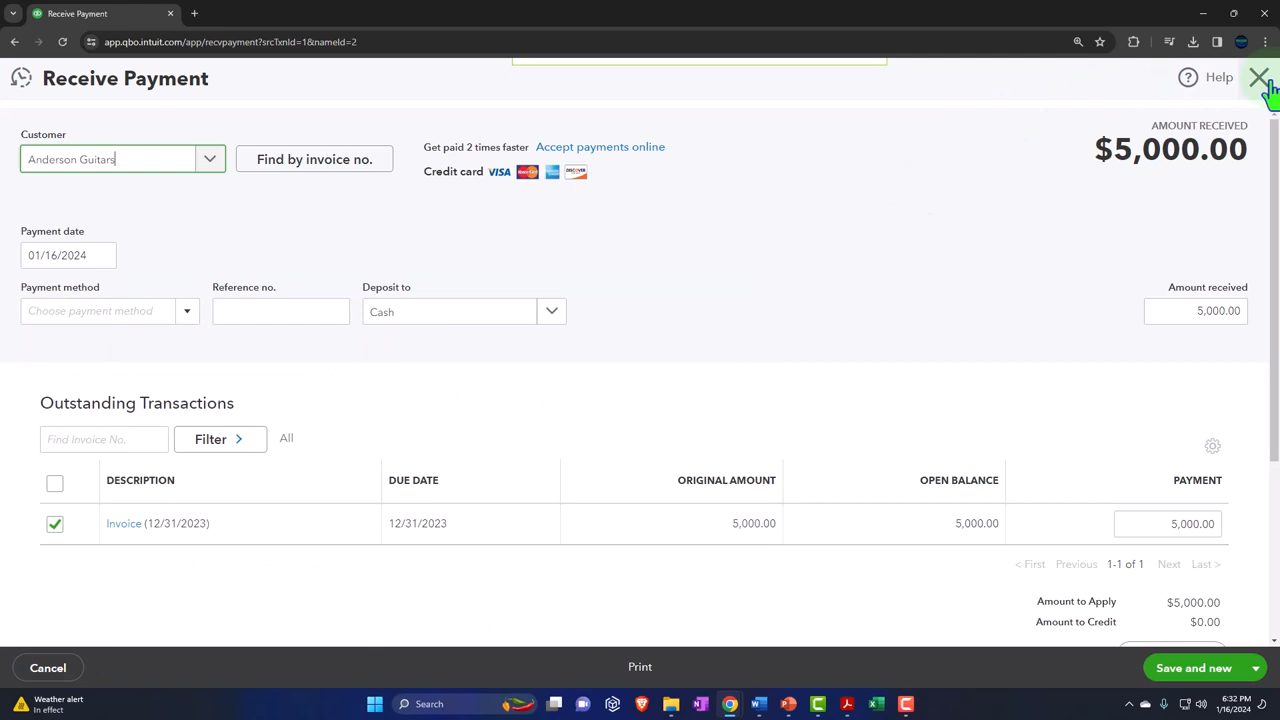 Test
app.qbo.intuit.com/app/recvpayment?srcTxnId=1&nameId=2
Receive Payment
Help
Customer
Anderson Guitars
Find by invoice no.
Get paid 2 times faster Accept payments online
Credit card VISA MasterCard DISCOVER
AMOUNT RECEIVED
$5,000.00
Payment date
01/16/2024
Payment method
Reference no.
Deposit to
Amount received
Choose payment method
Cash
5,000.00
Outstanding Transactions
Find Invoice No.
Filter >
All
DESCRIPTION DUE DATE ORIGINAL AMOUNT OPEN BALANCE PAYMENT
Invoice (12/31/2023) 12/31/2023 5,000.00 5,000.00 5,000.00
< First Previous 1-1 of 1 Next Last >
Amount to Apply $5,000.00
Amount to Credit $0.00
Cancel
Print
Save and new
Weather alert
In effect
Search
6:32 PM
1/16/2024